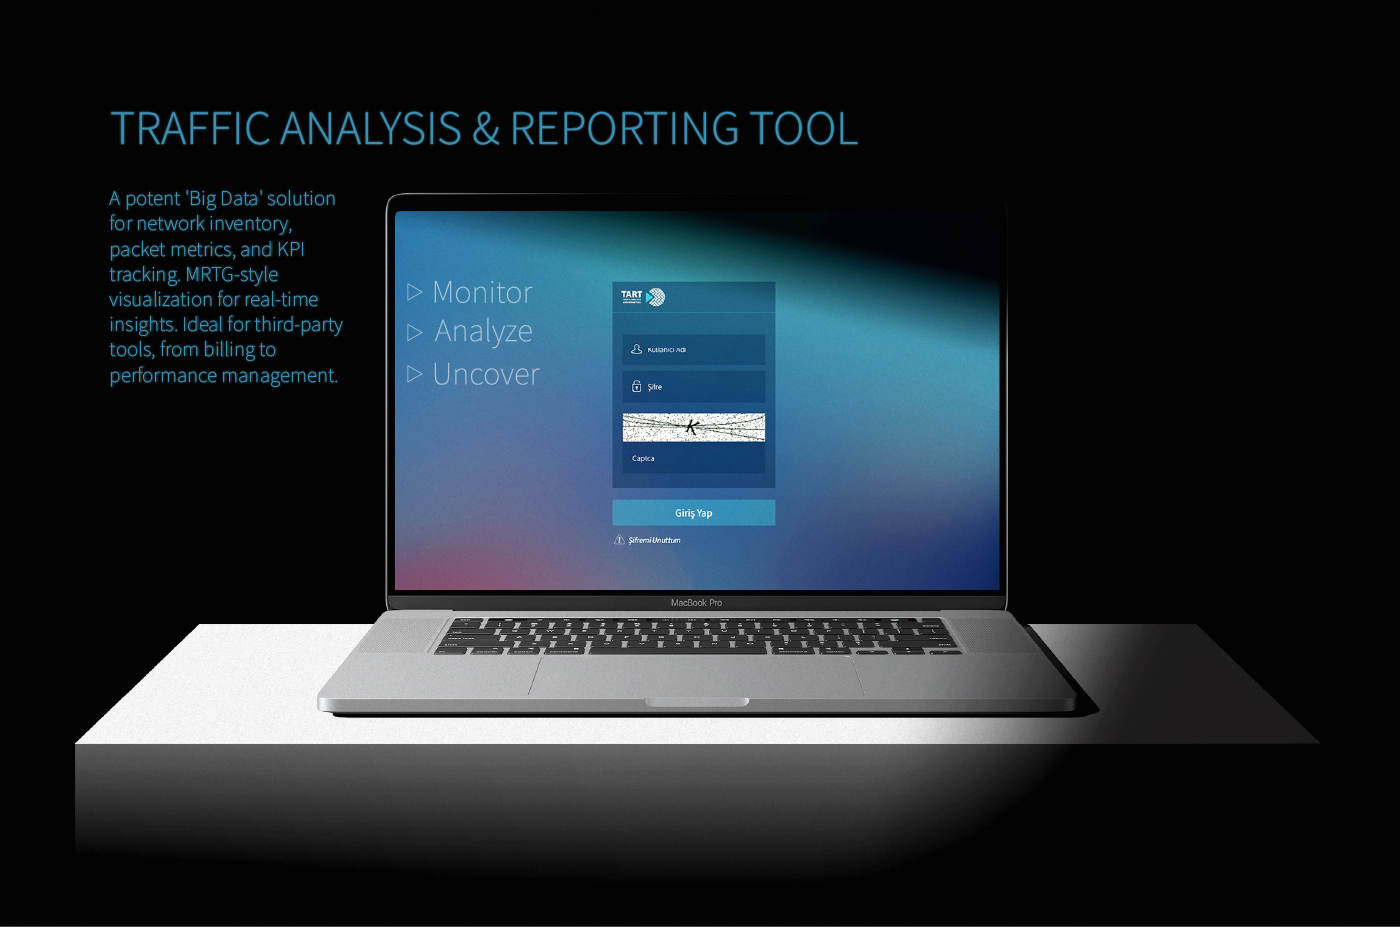 TRAFFIC ANALYSIS & REPORTING TOOL
A potent 'Big Data' solution
for network inventory,
packet metrics, and KPI
tracking. MRTG-style
visualization for real-time
insights. Ideal for third-party
tools, from billing to
performance management.
Monitor
Analyze
Uncover
TART
Kullanıcı Adı
Şifre
K
Captca
Giriş Yap
Şifremi Unuttum
MacBook Pro